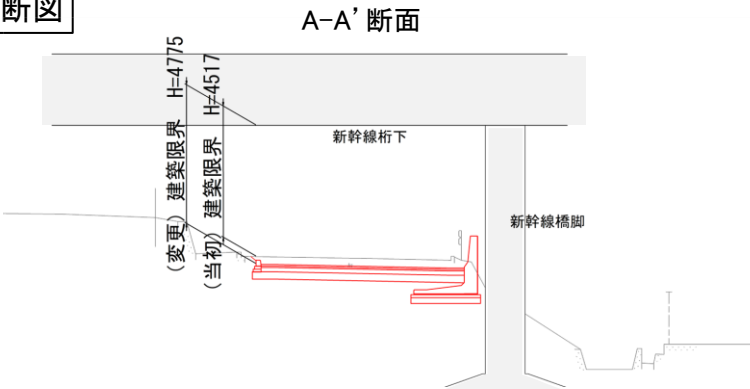 断図
A-A’断面
(変更) 建築限界 H=4775
(当初) 建築限界 H=4517
新幹線桁下
新幹線橋脚